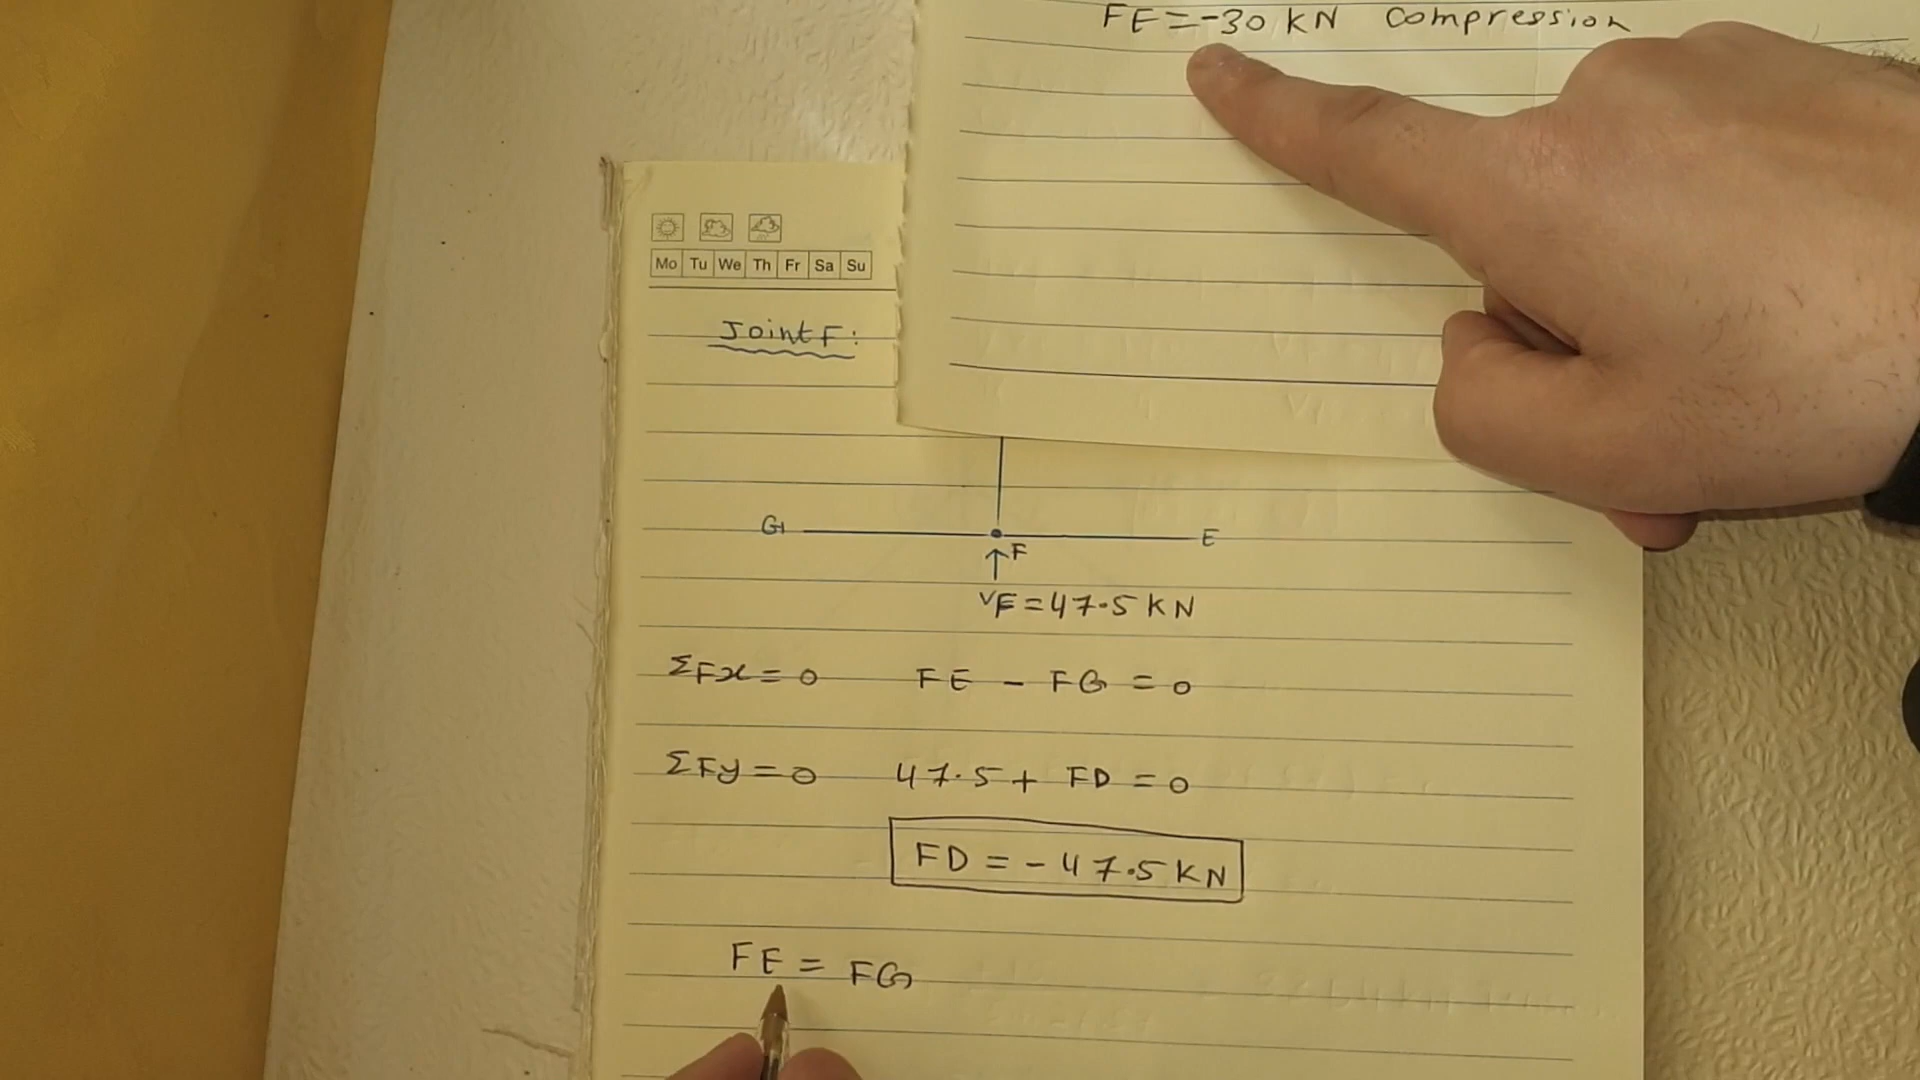 FE = -30 KN Compression
Mo Tu We Th Fr Sa Su
Joint F:
G E
F
VF = 47.5 KN
ΣFx = 0 FE - FG = 0
ΣFy = 0 47.5 + FD = 0
FD = - 47.5 KN
FE = FG